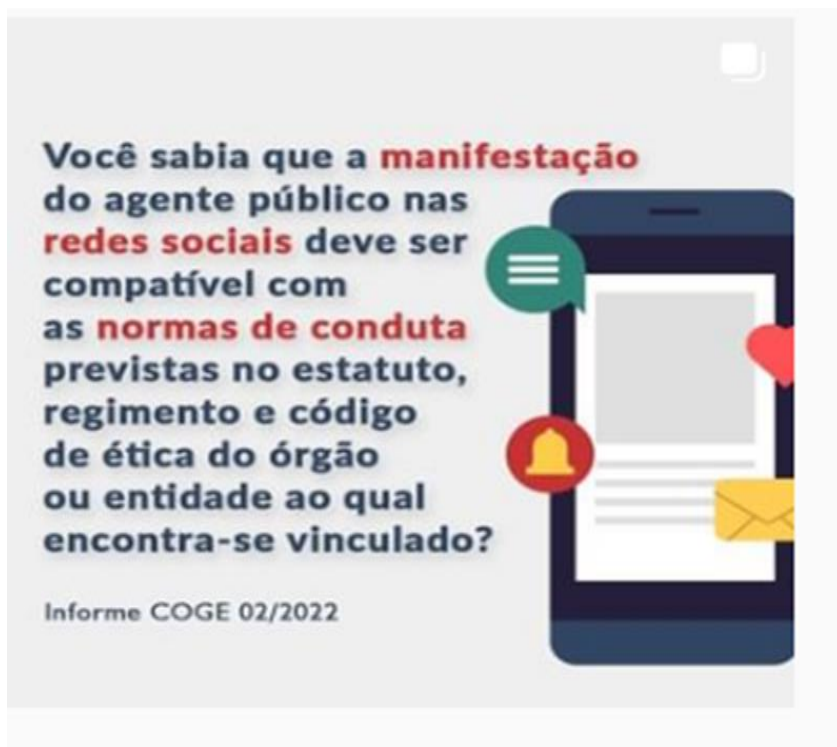 Você sabia que a manifestação
do agente público nas
redes sociais deve ser
compatível com
as normas de conduta
previstas no estatuto,
regimento e código
de ética do órgão
ou entidade ao qual
encontra-se vinculado?
Informe COGE 02/2022